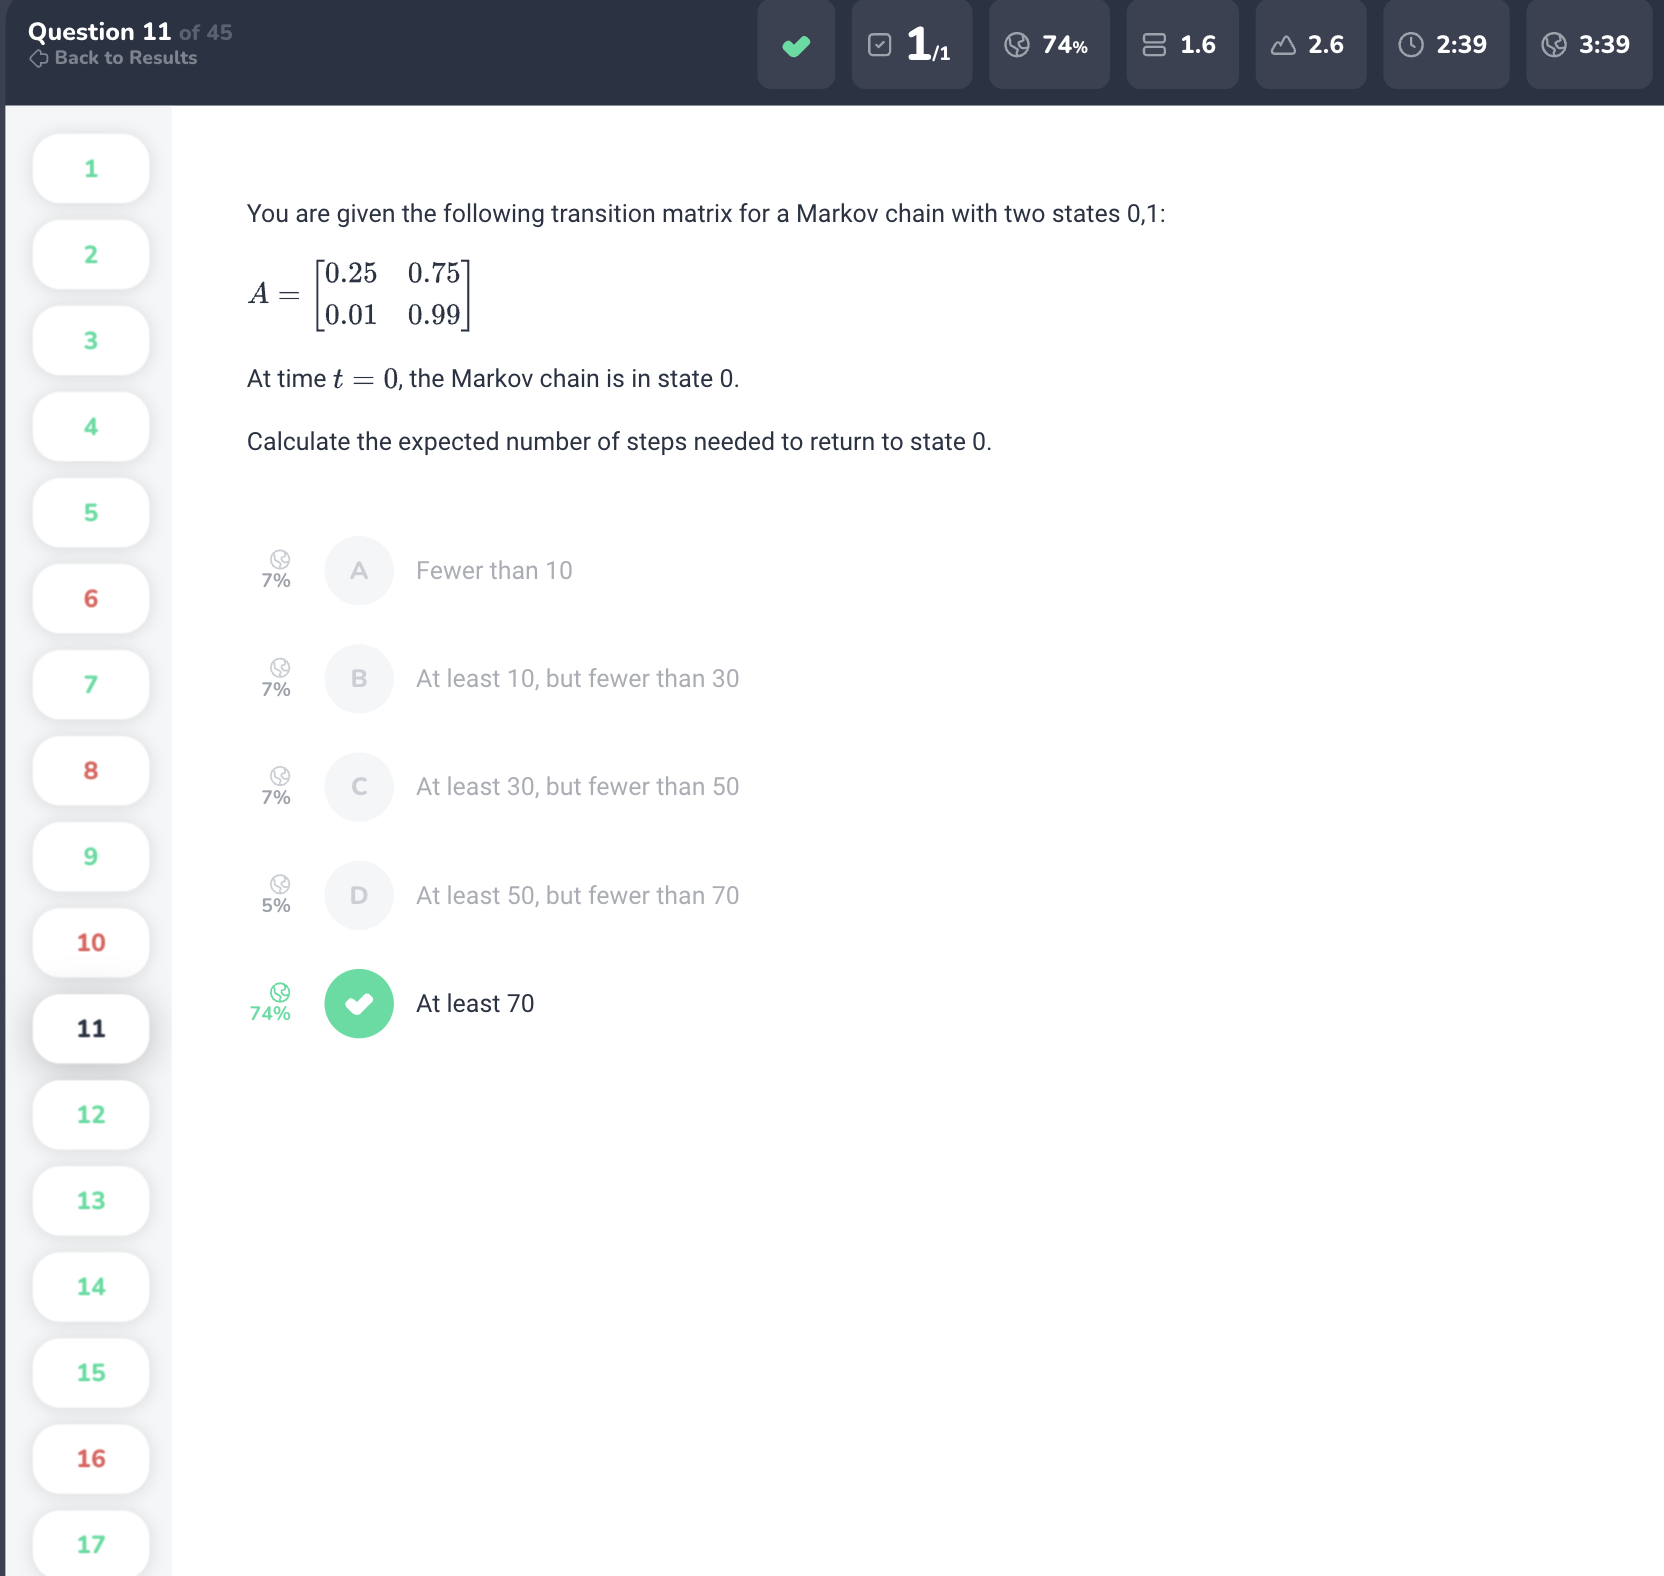 Question 11 of 45
Back to Results
1/1
74%
1.6
2.6
2:39
3:39
1
2
3
4
5
6
7
8
9
10
11
12
13
14
15
16
17
You are given the following transition matrix for a Markov chain with two states 0,1:
A = [0.25 0.75
0.01 0.99]
At time t = 0, the Markov chain is in state 0.
Calculate the expected number of steps needed to return to state 0.
7% A Fewer than 10
7% B At least 10, but fewer than 30
7% C At least 30, but fewer than 50
5% D At least 50, but fewer than 70
74% At least 70